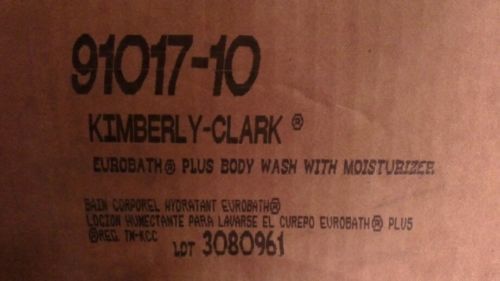 91017-10
KIMBERLY-CLARK ®
EUROBATH® PLUS BODY WASH WITH MOISTURIZER
BAIN CORPOREL HYDRATANT EUROBATH®
LOCION HUMECTANTE PARA LAVARSE EL CUREPO EUROBATH® PLUS
®REG. TM-KCC
LOT 3080961